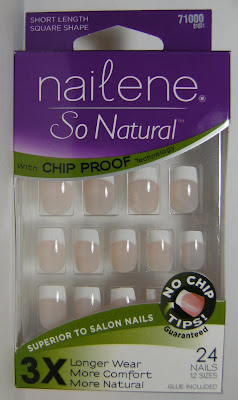 SHORT LENGTH
SQUARE SHAPE
71000
nailene®
So Natural™
with CHIP PROOF Technology
NO CHIP
TIPS!
Guaranteed
SUPERIOR TO SALON NAILS
3X
Longer Wear
More Comfort
More Natural
24
NAILS
12 SIZES
GLUE INCLUDED